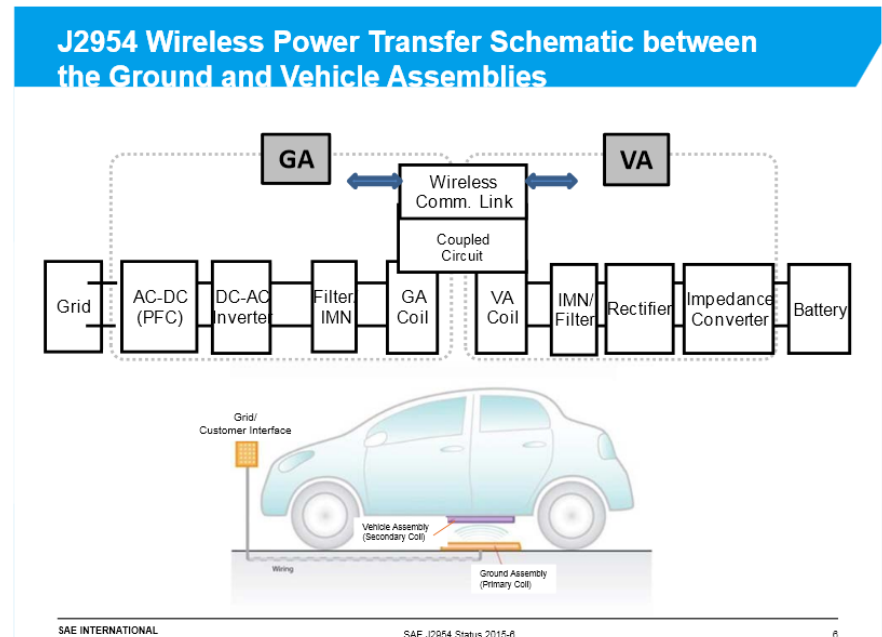 J2954 Wireless Power Transfer Schematic between
the Ground and Vehicle Assemblies
GA
VA
Wireless
Comm. Link
Coupled
Circuit
Grid
AC-DC
(PFC)
DC-AC
Inverter
Filter.
IMN
GA
Coil
VA
Coil
IMN/
Filter
Rectifier
Impedance
Converter
Battery
Grid/
Customer Interface
Vehicle Assembly
(Secondary Coil)
Wiring
Ground Assembly
(Primary Coil)
SAE INTERNATIONAL
SAE J2954 Status 2015-6
6